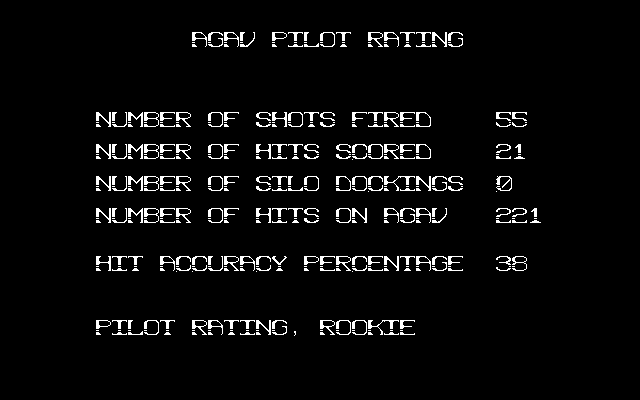 AGAV PILOT RATING
NUMBER OF SHOTS FIRED 55
NUMBER OF HITS SCORED 21
NUMBER OF SILO DOCKINGS 0
NUMBER OF HITS ON AGAV 221
HIT ACCURACY PERCENTAGE 38
PILOT RATING, ROOKIE